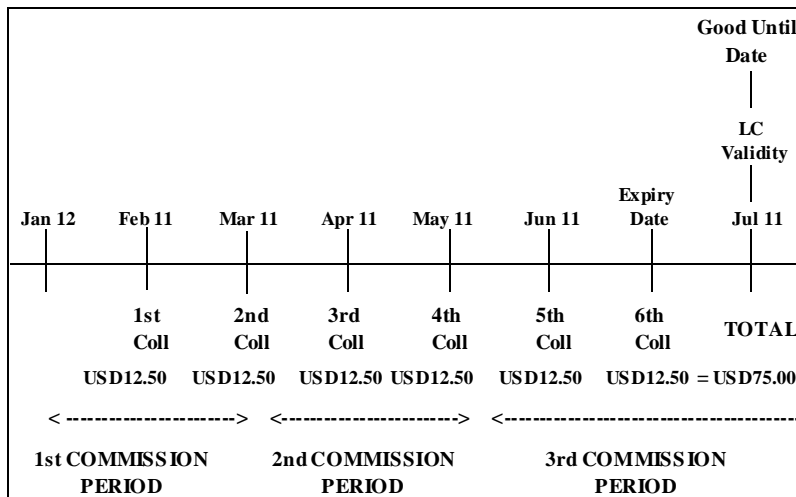 Good Until
Date
LC
Validity
Expiry
Date
Jan 12 Feb 11 Mar 11 Apr 11 May 11 Jun 11 Jul 11
1st
Coll
2nd
Coll
3rd
Coll
4th
Coll
5th
Coll
6th
Coll
TOTAL
USD12.50 USD12.50 USD12.50 USD12.50 USD12.50 USD12.50 = USD75.00
< -----------------------> <-------------------------> <-------------------------------------------
1st COMMISSION
PERIOD
2nd COMMISSION
PERIOD
3rd COMMISSION
PERIOD